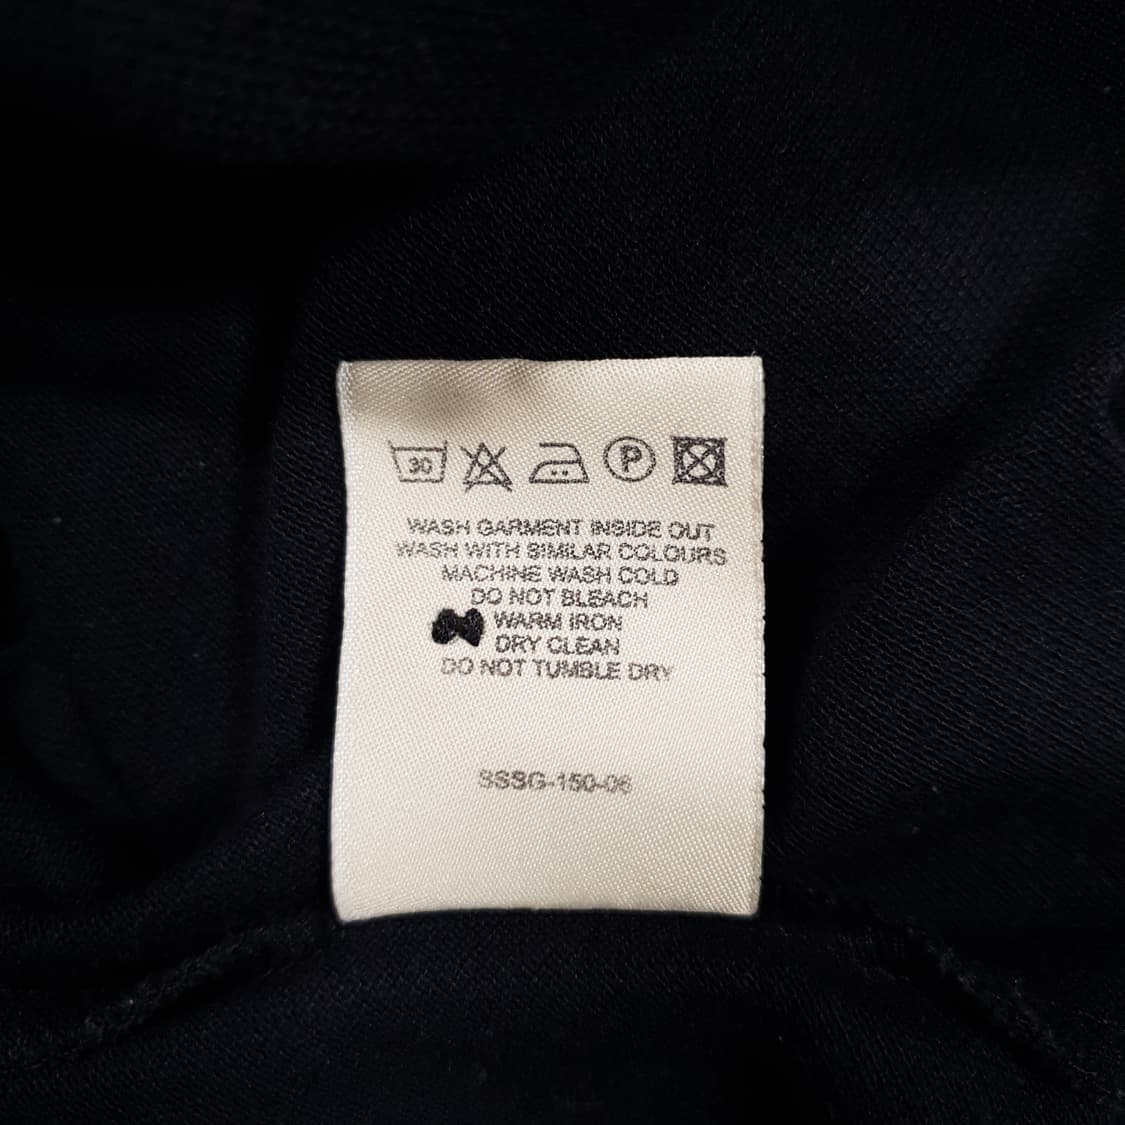 30 P
WASH GARMENT INSIDE OUT
WASH WITH SIMILAR COLOURS
MACHINE WASH COLD
DO NOT BLEACH
WARM IRON
DRY CLEAN
DO NOT TUMBLE DRY
SSSG-150-06